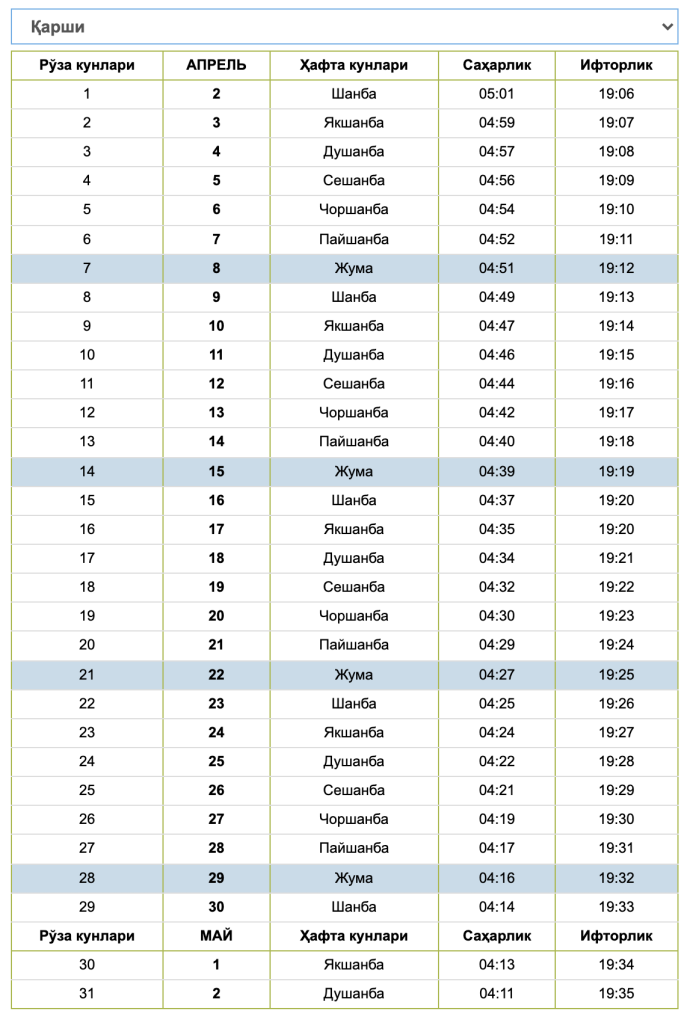 Қарши
Рўза кунлари АПРЕЛЬ Ҳафта кунлари Саҳарлик Ифторлик
1 2 Шанба 05:01 19:06
2 3 Якшанба 04:59 19:07
3 4 Душанба 04:57 19:08
4 5 Сешанба 04:56 19:09
5 6 Чоршанба 04:54 19:10
6 7 Пайшанба 04:52 19:11
7 8 Жума 04:51 19:12
8 9 Шанба 04:49 19:13
9 10 Якшанба 04:47 19:14
10 11 Душанба 04:46 19:15
11 12 Сешанба 04:44 19:16
12 13 Чоршанба 04:42 19:17
13 14 Пайшанба 04:40 19:18
14 15 Жума 04:39 19:19
15 16 Шанба 04:37 19:20
16 17 Якшанба 04:35 19:20
17 18 Душанба 04:34 19:21
18 19 Сешанба 04:32 19:22
19 20 Чоршанба 04:30 19:23
20 21 Пайшанба 04:29 19:24
21 22 Жума 04:27 19:25
22 23 Шанба 04:25 19:26
23 24 Якшанба 04:24 19:27
24 25 Душанба 04:22 19:28
25 26 Сешанба 04:21 19:29
26 27 Чоршанба 04:19 19:30
27 28 Пайшанба 04:17 19:31
28 29 Жума 04:16 19:32
29 30 Шанба 04:14 19:33
Рўза кунлари МАЙ Ҳафта кунлари Саҳарлик Ифторлик
30 1 Якшанба 04:13 19:34
31 2 Душанба 04:11 19:35